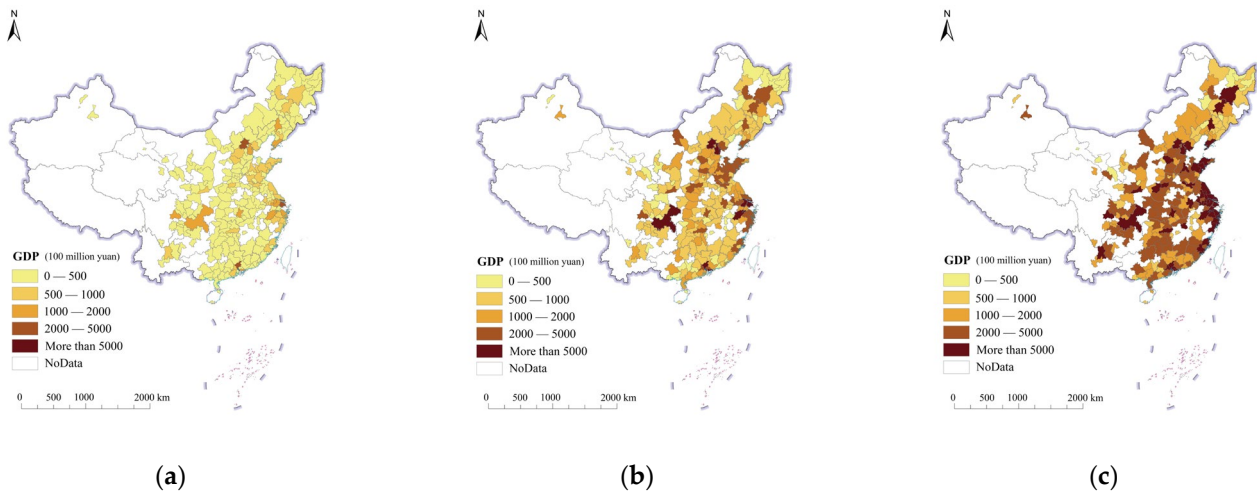 N
GDP (100 million yuan)
0 — 500
500 — 1000
1000 — 2000
2000 — 5000
More than 5000
NoData
0 500 1000 2000 km
(a)
N
GDP (100 million yuan)
0 — 500
500 — 1000
1000 — 2000
2000 — 5000
More than 5000
NoData
0 500 1000 2000 km
(b)
N
GDP (100 million yuan)
0 — 500
500 — 1000
1000 — 2000
2000 — 5000
More than 5000
NoData
0 500 1000 2000 km
(c)